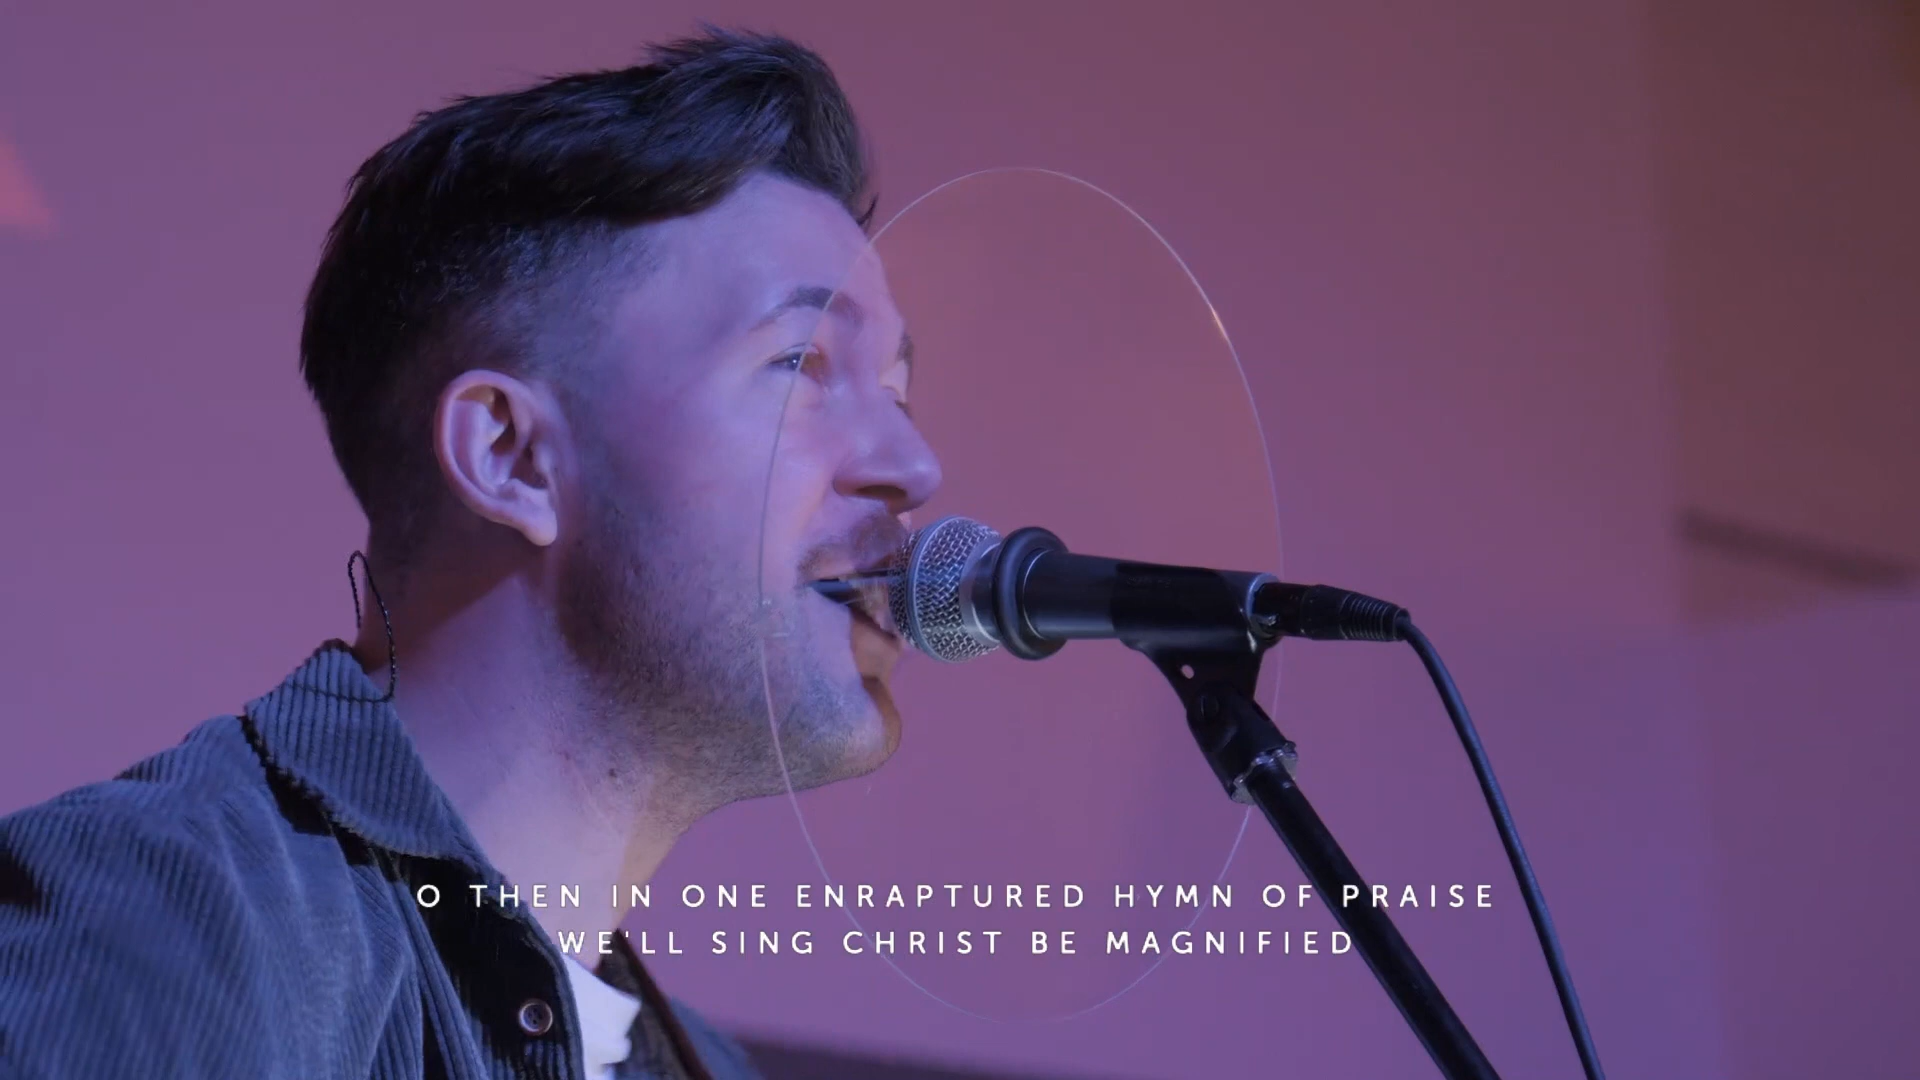 O THEN IN ONE ENRAPTURED HYMN OF PRAISE
WE'LL SING CHRIST BE MAGNIFIED